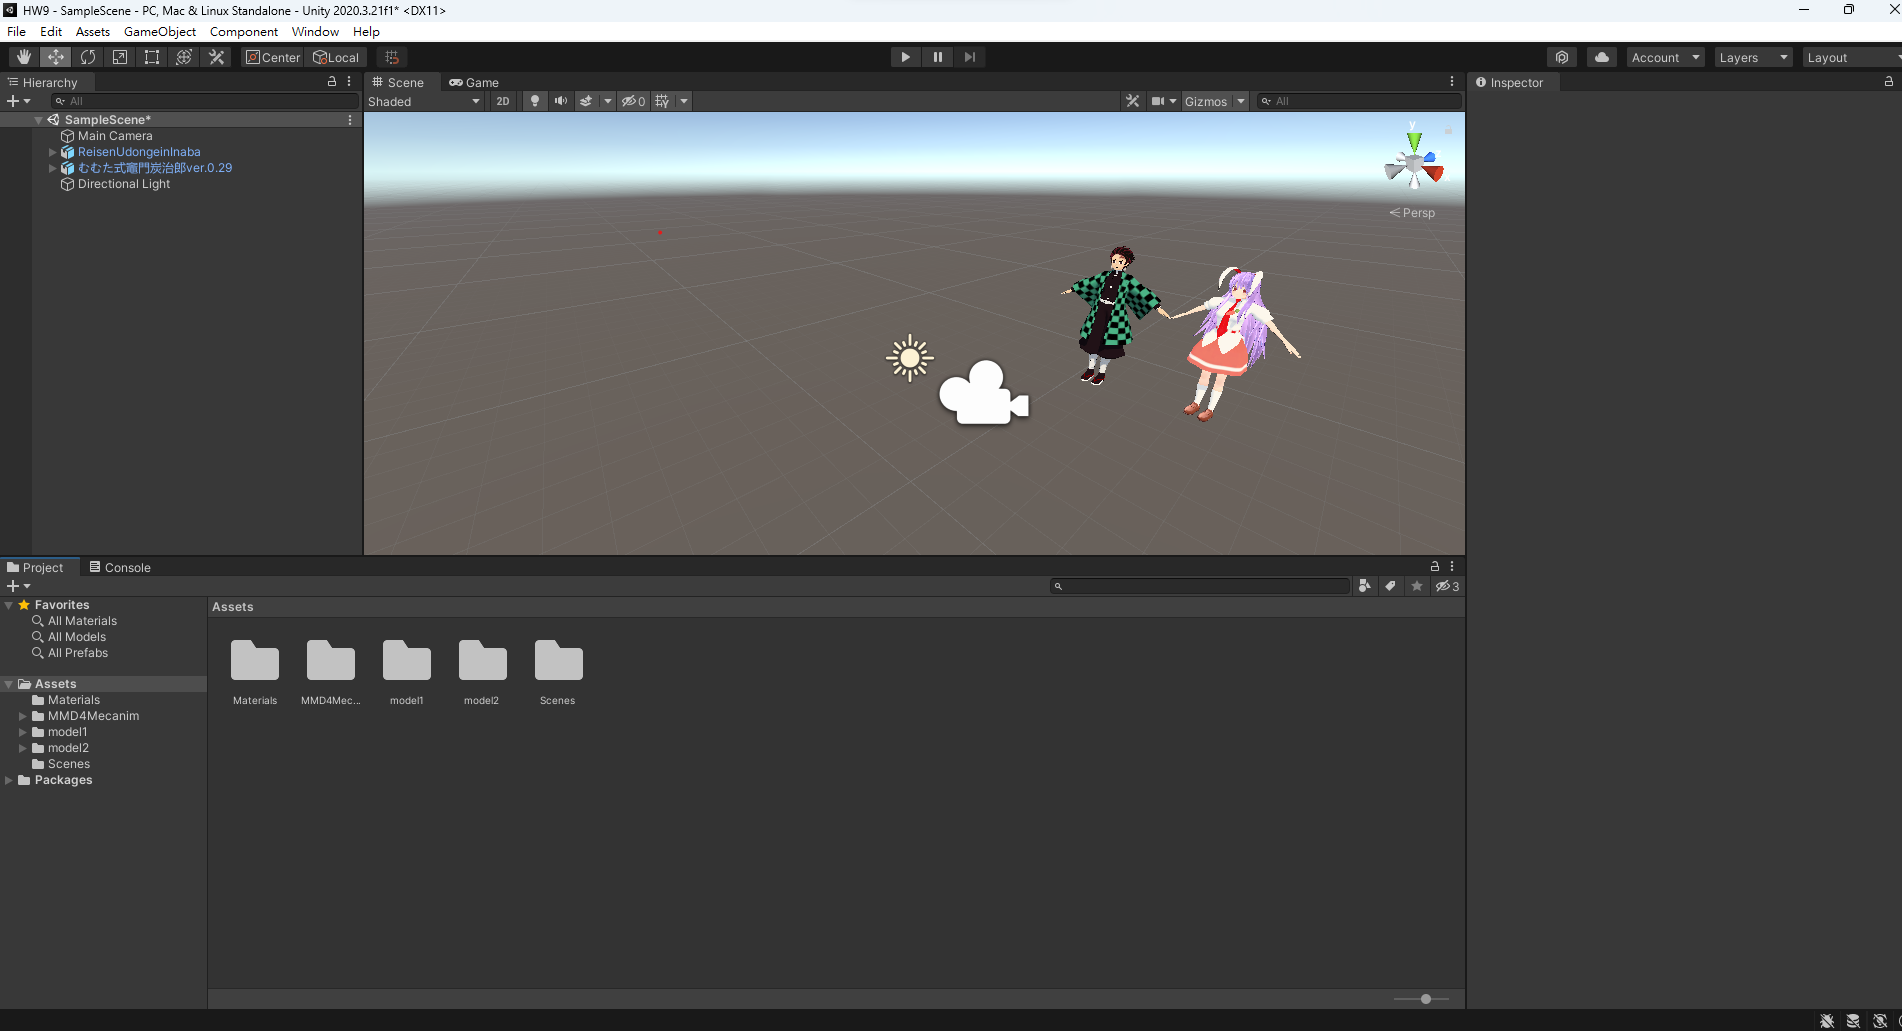 HW9 - SampleScene - PC, Mac & Linux Standalone - Unity 2020.3.21f1* <DX11>
File Edit Assets GameObject Component Window Help
Center Local Account Layers Layout
Hierarchy
All
SampleScene*
Main Camera
ReisenUdongeinInaba
むむた式竈門炭治郎ver.0.29
Directional Light
Scene Game
Shaded 2D 0 Gizmos All
y
Persp
Inspector
Project Console
3
Favorites
All Materials
All Models
All Prefabs
Assets
Materials
MMD4Mecanim
model1
model2
Scenes
Packages
Assets
Materials MMD4Mec... model1 model2 Scenes